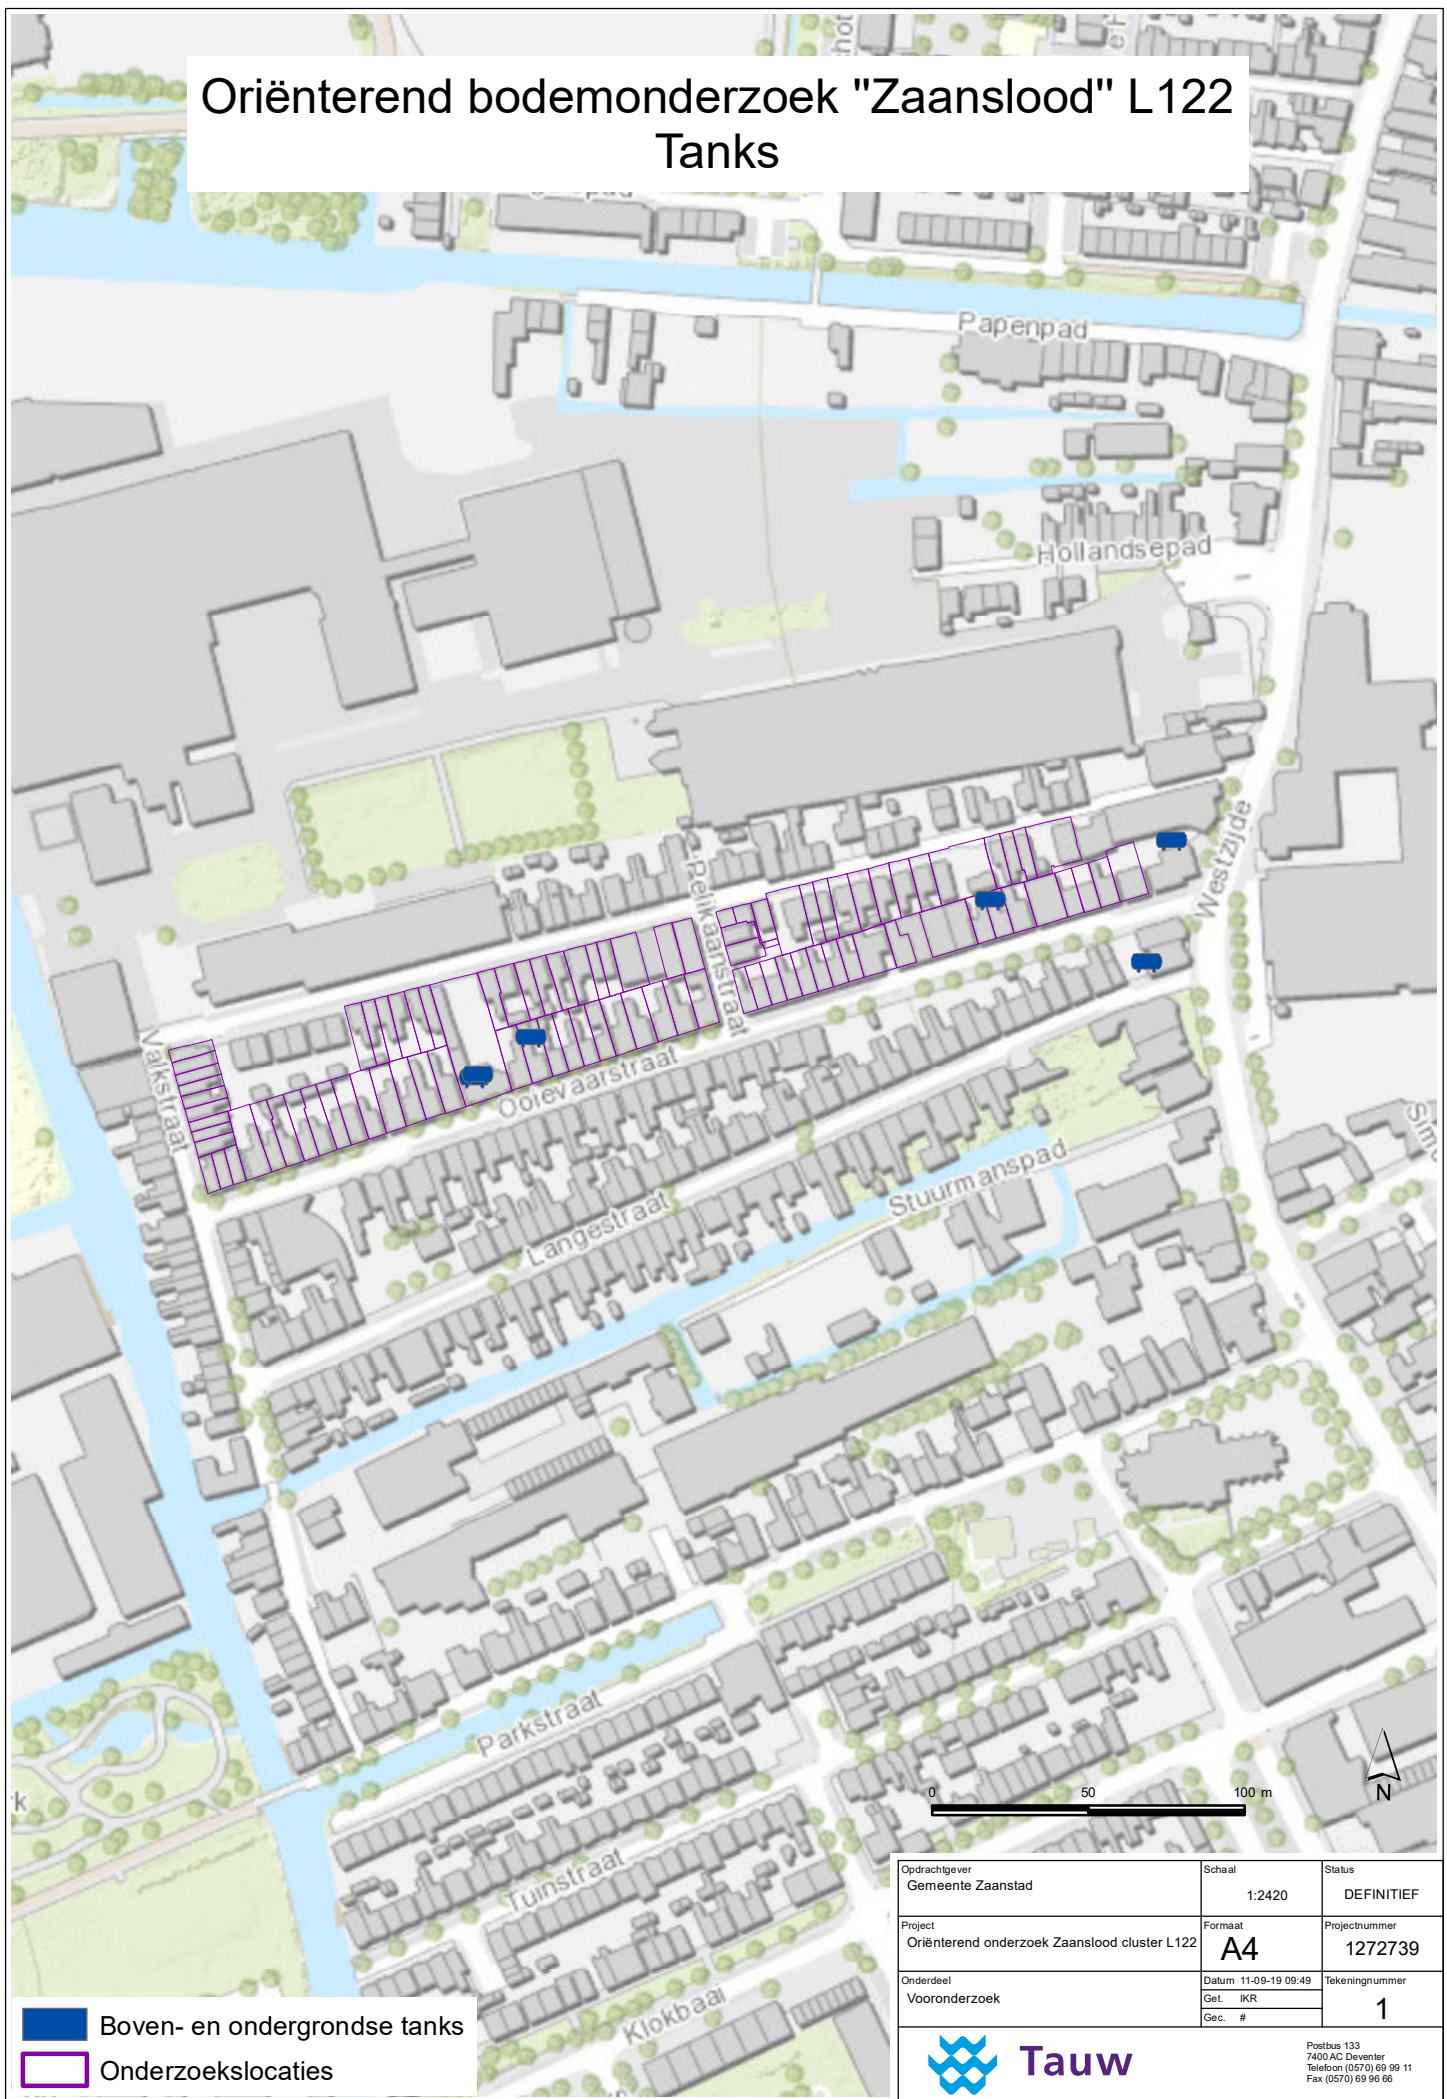 Oriënterend bodemonderzoek "Zaanslood" L122
Tanks
Papenpad
Hollandsepad
Westzijde
Pelikaanstraat
Valkstraat
Ooievaarstraat
Stuurmanspad
Langestraat
Parkstraat
Tuinstraat
Klokbaai
0 50 100 m
N
Boven- en ondergrondse tanks
Onderzoekslocaties
Opdrachtgever
Gemeente Zaanstad
Schaal
1:2420
Status
DEFINITIEF
Project
Oriënterend onderzoek Zaanslood cluster L122
Formaat
A4
Projectnummer
1272739
Onderdeel
Vooronderzoek
Datum 11-09-19 09:49
Get. IKR
Gec. #
Tekeningnummer
1
Tauw
Postbus 133
7400 AC Deventer
Telefoon (0570) 69 99 11
Fax (0570) 69 96 66